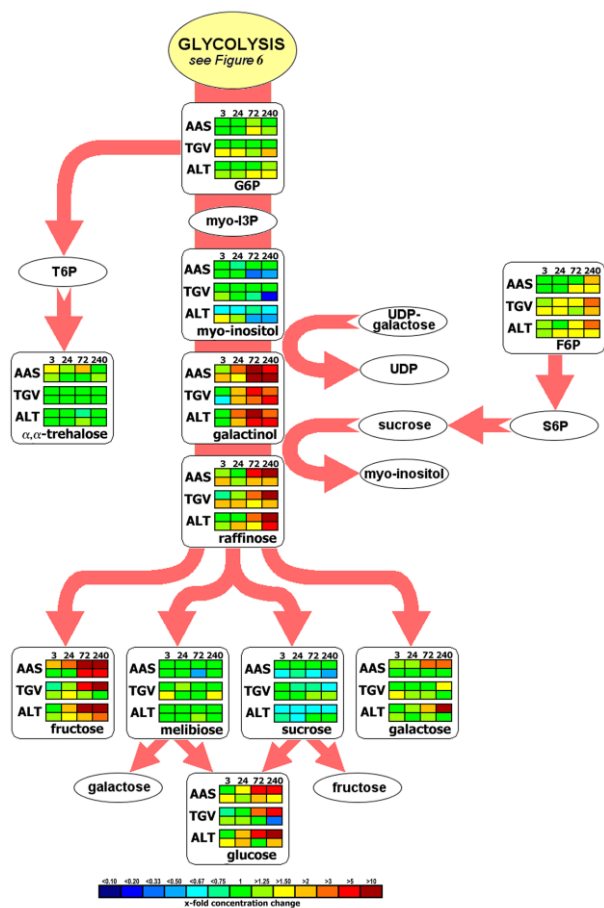 GLYCOLYSIS
see Figure 6
3 24 72 240
AAS
TGV
ALT
G6P
myo-I3P
T6P
3 24 72 240
AAS
TGV
ALT
myo-inositol
UDP-
galactose
UDP
3 24 72 240
AAS
TGV
ALT
F6P
3 24 72 240
AAS
TGV
ALT
α,α-trehalose
3 24 72 240
AAS
TGV
ALT
galactinol
sucrose
S6P
myo-inositol
3 24 72 240
AAS
TGV
ALT
raffinose
3 24 72 240
AAS
TGV
ALT
fructose
3 24 72 240
AAS
TGV
ALT
melibiose
3 24 72 240
AAS
TGV
ALT
sucrose
3 24 72 240
AAS
TGV
ALT
galactose
galactose
fructose
3 24 72 240
AAS
TGV
ALT
glucose
<0.10 <0.20 <0.33 <0.50 <0.67 <0.75 1 >1.25 >1.50 >2 >3 >5 >10
x-fold concentration change